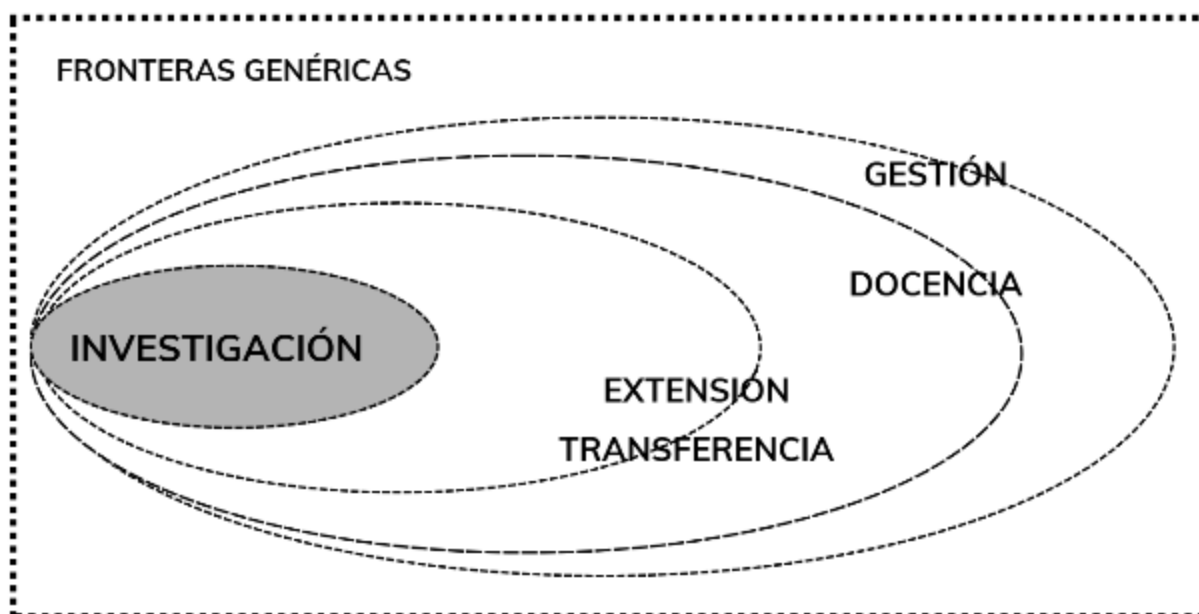 FRONTERAS GENÉRICAS
GESTIÓN
DOCENCIA
INVESTIGACIÓN
EXTENSIÓN
TRANSFERENCIA